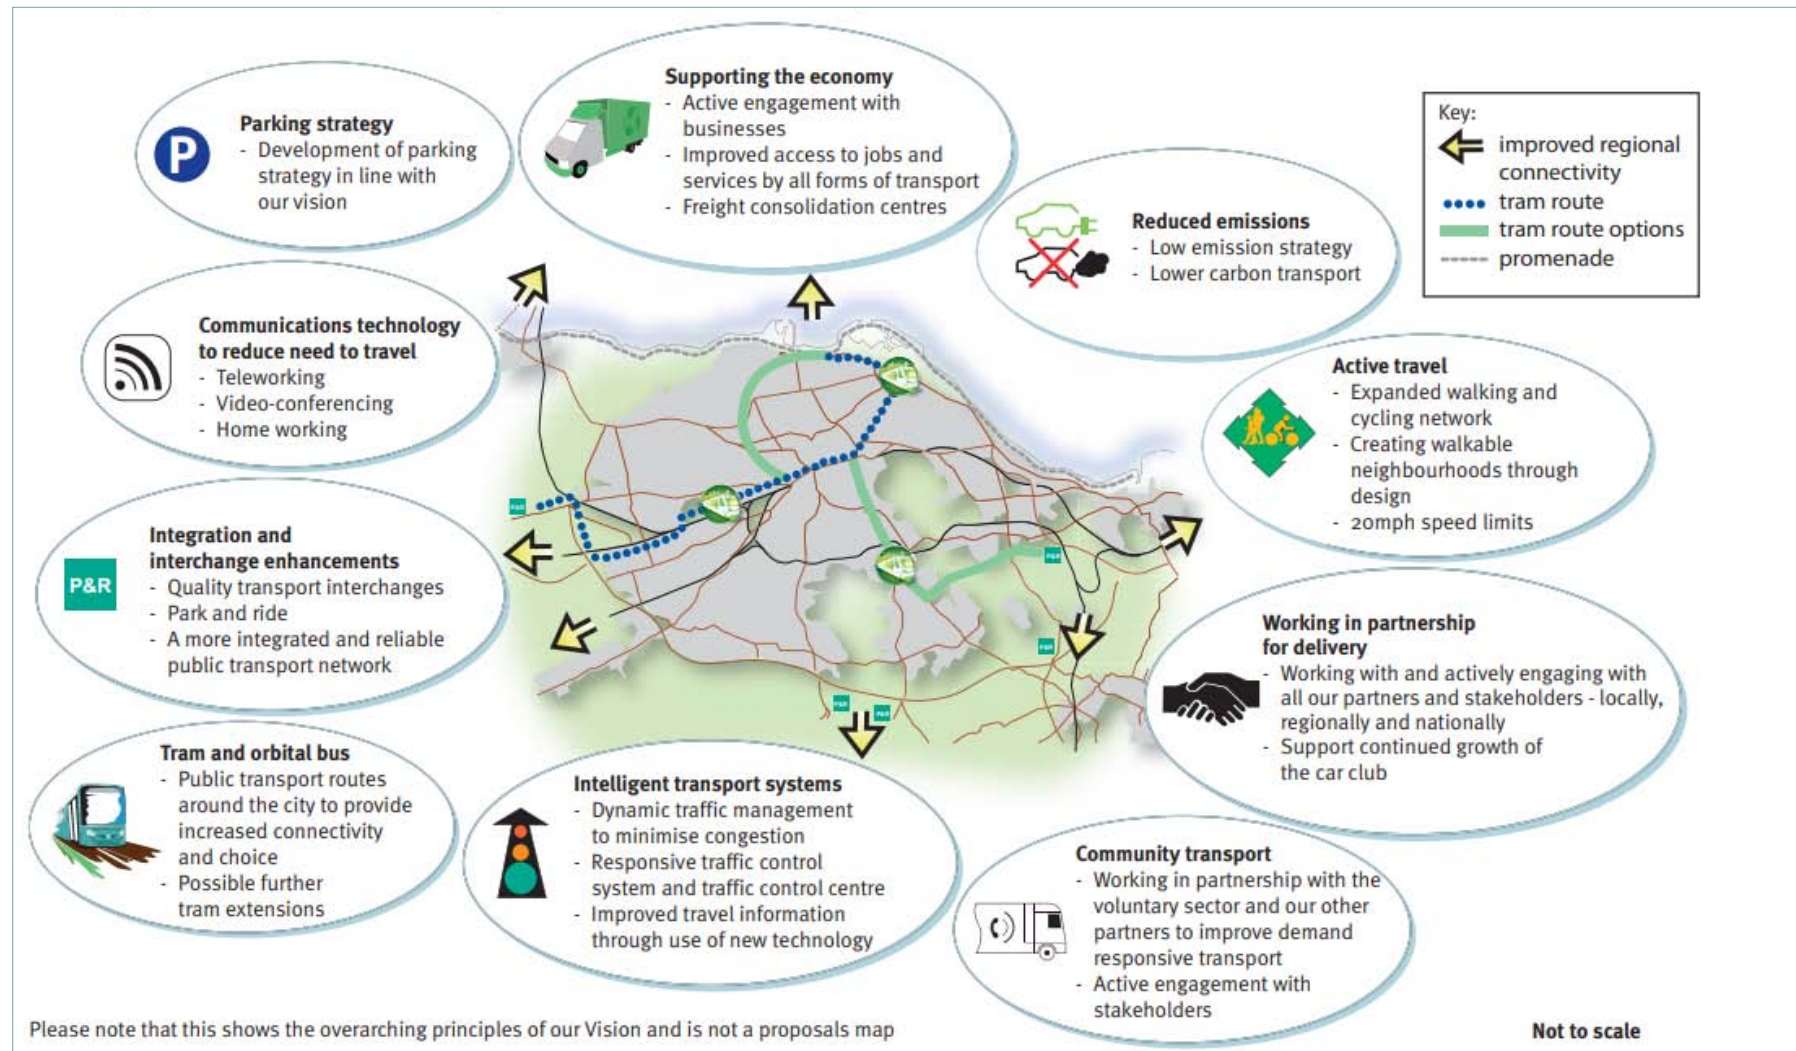 Parking strategy
- Development of parking
strategy in line with
our vision
P
Supporting the economy
- Active engagement with
businesses
- Improved access to jobs and
services by all forms of transport
- Freight consolidation centres
Reduced emissions
- Low emission strategy
- Lower carbon transport
Key:
improved regional
connectivity
tram route
tram route options
promenade
Communications technology
to reduce need to travel
- Teleworking
- Video-conferencing
- Home working
Active travel
- Expanded walking and
cycling network
- Creating walkable
neighbourhoods through
design
- 20mph speed limits
Integration and
interchange enhancements
- Quality transport interchanges
- Park and ride
- A more integrated and reliable
public transport network
P&R
P&R
P&R
P&R
P&R
P&R
Working in partnership
for delivery
- Working with and actively engaging with
all our partners and stakeholders - locally,
regionally and nationally
- Support continued growth of
the car club
Tram and orbital bus
- Public transport routes
around the city to provide
increased connectivity
and choice
- Possible further
tram extensions
Intelligent transport systems
- Dynamic traffic management
to minimise congestion
- Responsive traffic control
system and traffic control centre
- Improved travel information
through use of new technology
Community transport
- Working in partnership with the
voluntary sector and our other
partners to improve demand
responsive transport
- Active engagement with
stakeholders
Please note that this shows the overarching principles of our Vision and is not a proposals map
Not to scale